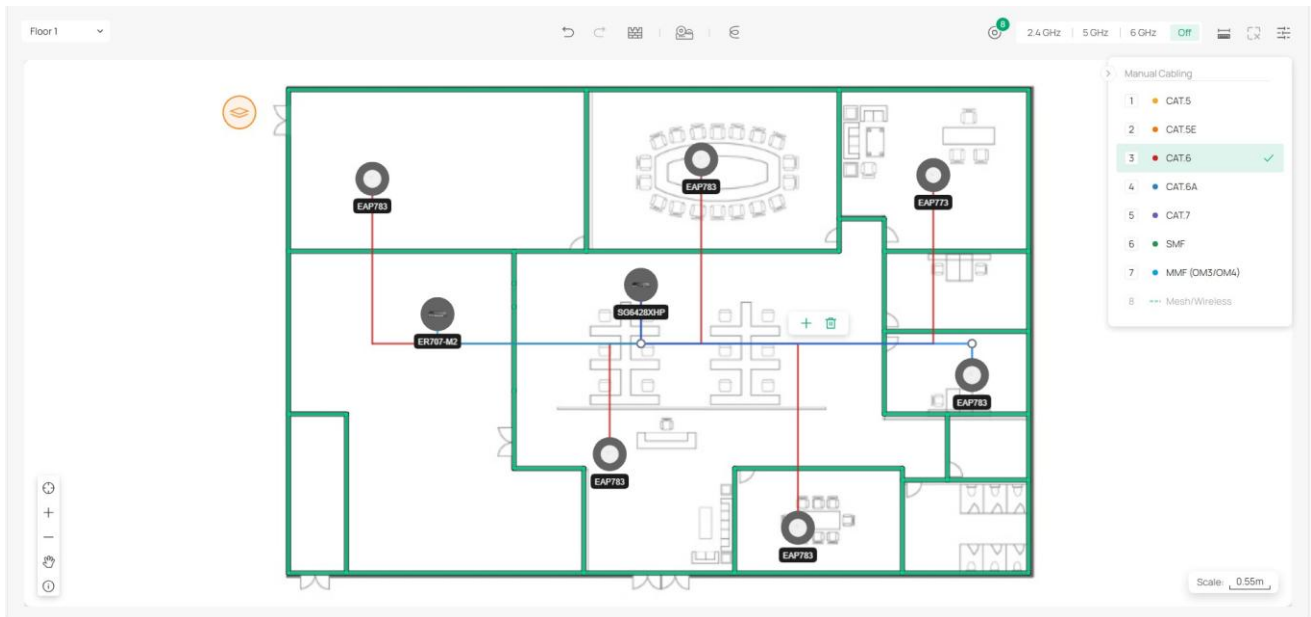 Floor 1
8
2.4 GHz | 5 GHz | 6 GHz Off
Manual Cabling
1 CAT.5
2 CAT.5E
3 CAT.6
4 CAT.6A
5 CAT.7
6 SMF
7 MMF (OM3/OM4)
8 Mesh/Wireless
EAP783
EAP783
EAP773
SG6428XHP
ER707-M2
EAP783
EAP783
EAP783
Scale: 0.55m